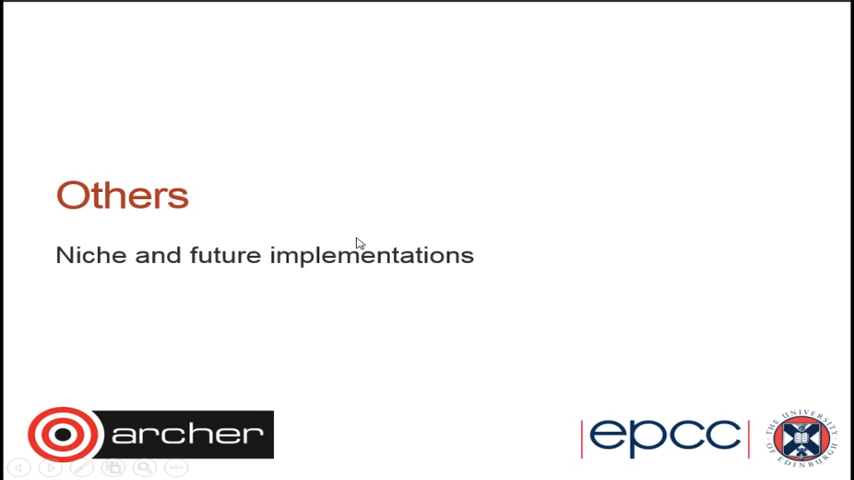 Others
Niche and future implementations
archer
epcc
THE UNIVERSITY
OF EDINBURGH